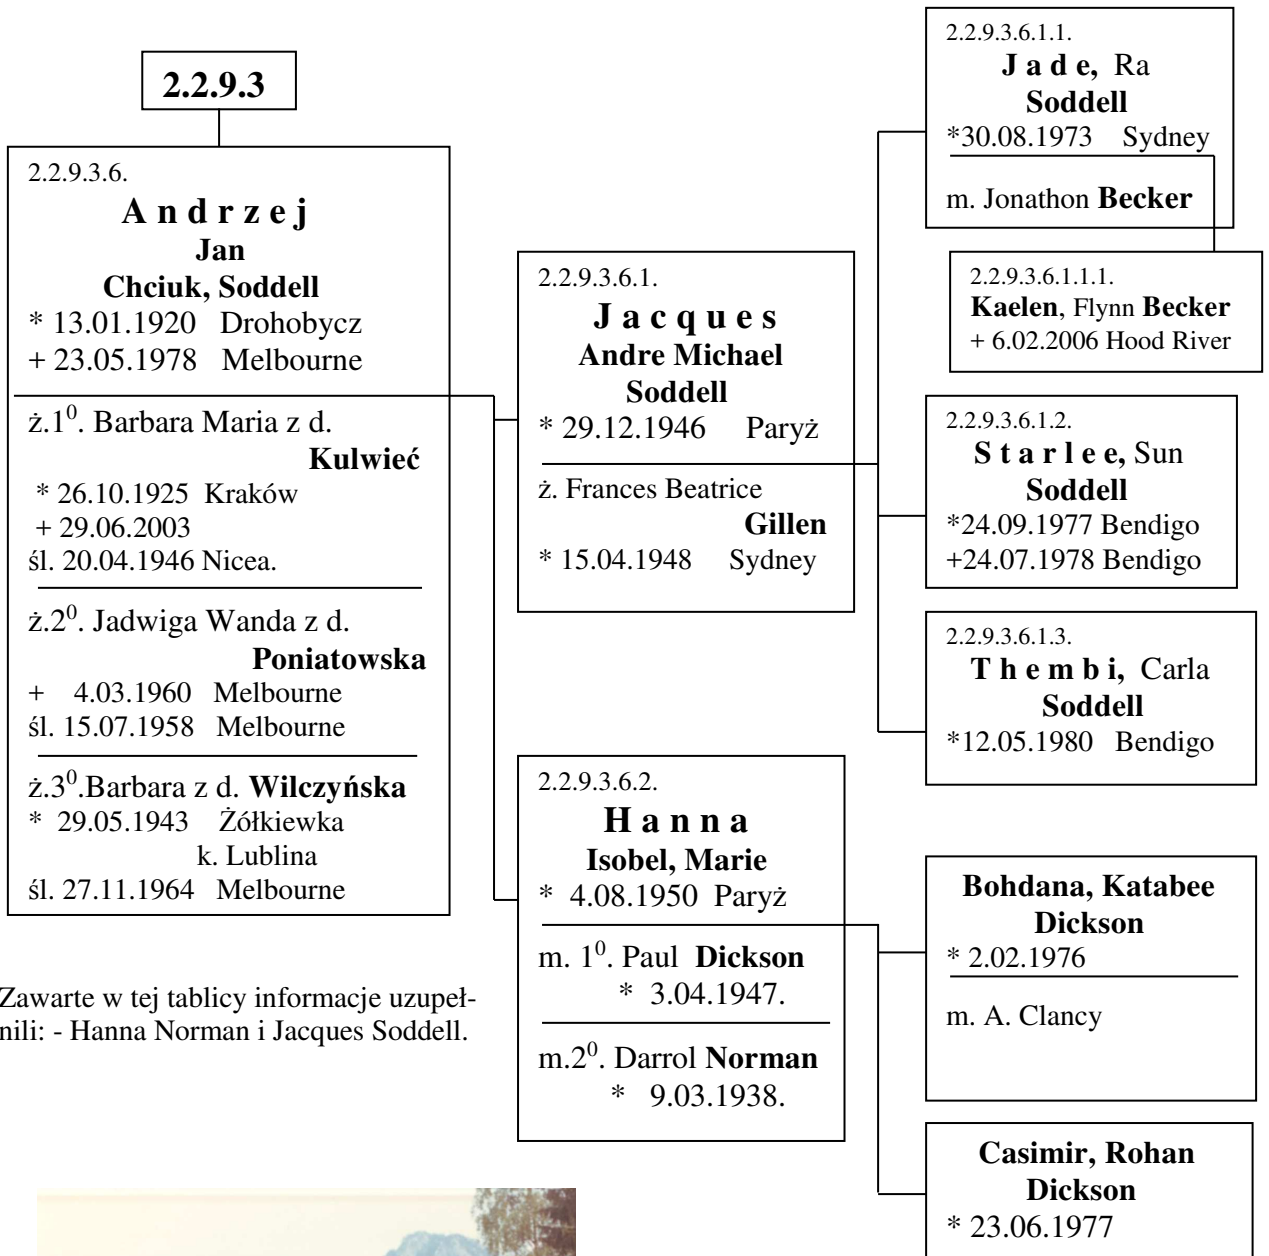 2.2.9.3
2.2.9.3.6.
A n d r z e j
Jan
Chciuk, Soddell
* 13.01.1920 Drohobycz
+ 23.05.1978 Melbourne
ż.1⁰. Barbara Maria z d.
Kulwieć
* 26.10.1925 Kraków
+ 29.06.2003
śl. 20.04.1946 Nicea.
ż.2⁰. Jadwiga Wanda z d.
Poniatowska
+ 4.03.1960 Melbourne
śl. 15.07.1958 Melbourne
ż.3⁰.Barbara z d. Wilczyńska
* 29.05.1943 Żółkiewka
k. Lublina
śl. 27.11.1964 Melbourne
Zawarte w tej tablicy informacje uzupeł-
nili: - Hanna Norman i Jacques Soddell.
2.2.9.3.6.1.
J a c q u e s
Andre Michael
Soddell
* 29.12.1946 Paryż
ż. Frances Beatrice
Gillen
* 15.04.1948 Sydney
2.2.9.3.6.2.
H a n n a
Isobel, Marie
* 4.08.1950 Paryż
m. 1⁰. Paul Dickson
* 3.04.1947.
m.2⁰. Darrol Norman
* 9.03.1938.
2.2.9.3.6.1.1.
J a d e, Ra
Soddell
*30.08.1973 Sydney
m. Jonathon Becker
2.2.9.3.6.1.1.1.
Kaelen, Flynn Becker
+ 6.02.2006 Hood River
2.2.9.3.6.1.2.
S t a r l e e, Sun
Soddell
*24.09.1977 Bendigo
+24.07.1978 Bendigo
2.2.9.3.6.1.3.
T h e m b i, Carla
Soddell
*12.05.1980 Bendigo
Bohdana, Katabee
Dickson
* 2.02.1976
m. A. Clancy
Casimir, Rohan
Dickson
* 23.06.1977